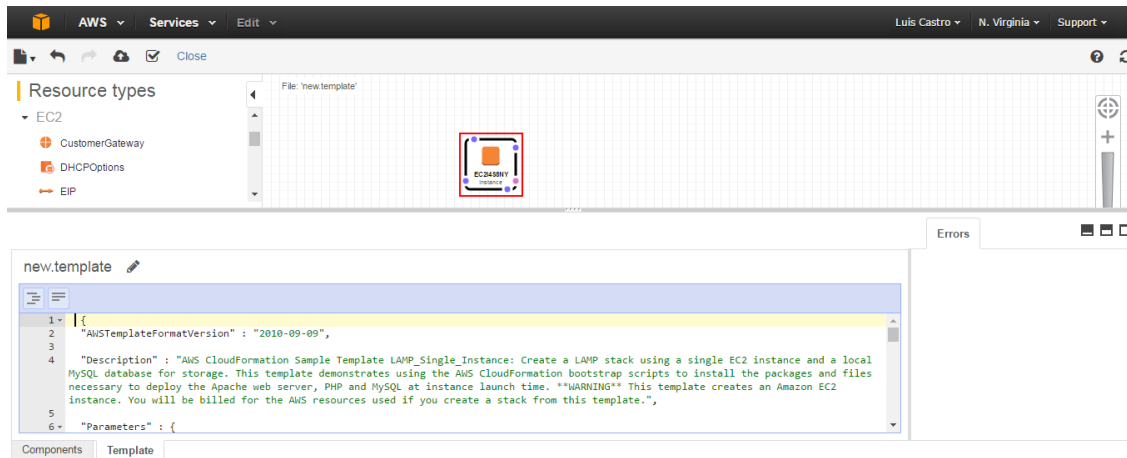 AWS Services Edit Luis Castro N. Virginia Support
Close
Resource types
File: 'new.template'
EC2
CustomerGateway
DHCPOptions
EIP
EC2I458NY
Instance
Errors
new.template
1 {
2 "AWSTemplateFormatVersion" : "2010-09-09",
3
4 "Description" : "AWS CloudFormation Sample Template LAMP_Single_Instance: Create a LAMP stack using a single EC2 instance and a local
MySQL database for storage. This template demonstrates using the AWS CloudFormation bootstrap scripts to install the packages and files
necessary to deploy the Apache web server, PHP and MySQL at instance launch time. **WARNING** This template creates an Amazon EC2
instance. You will be billed for the AWS resources used if you create a stack from this template.",
5
6 "Parameters" : {
Components Template